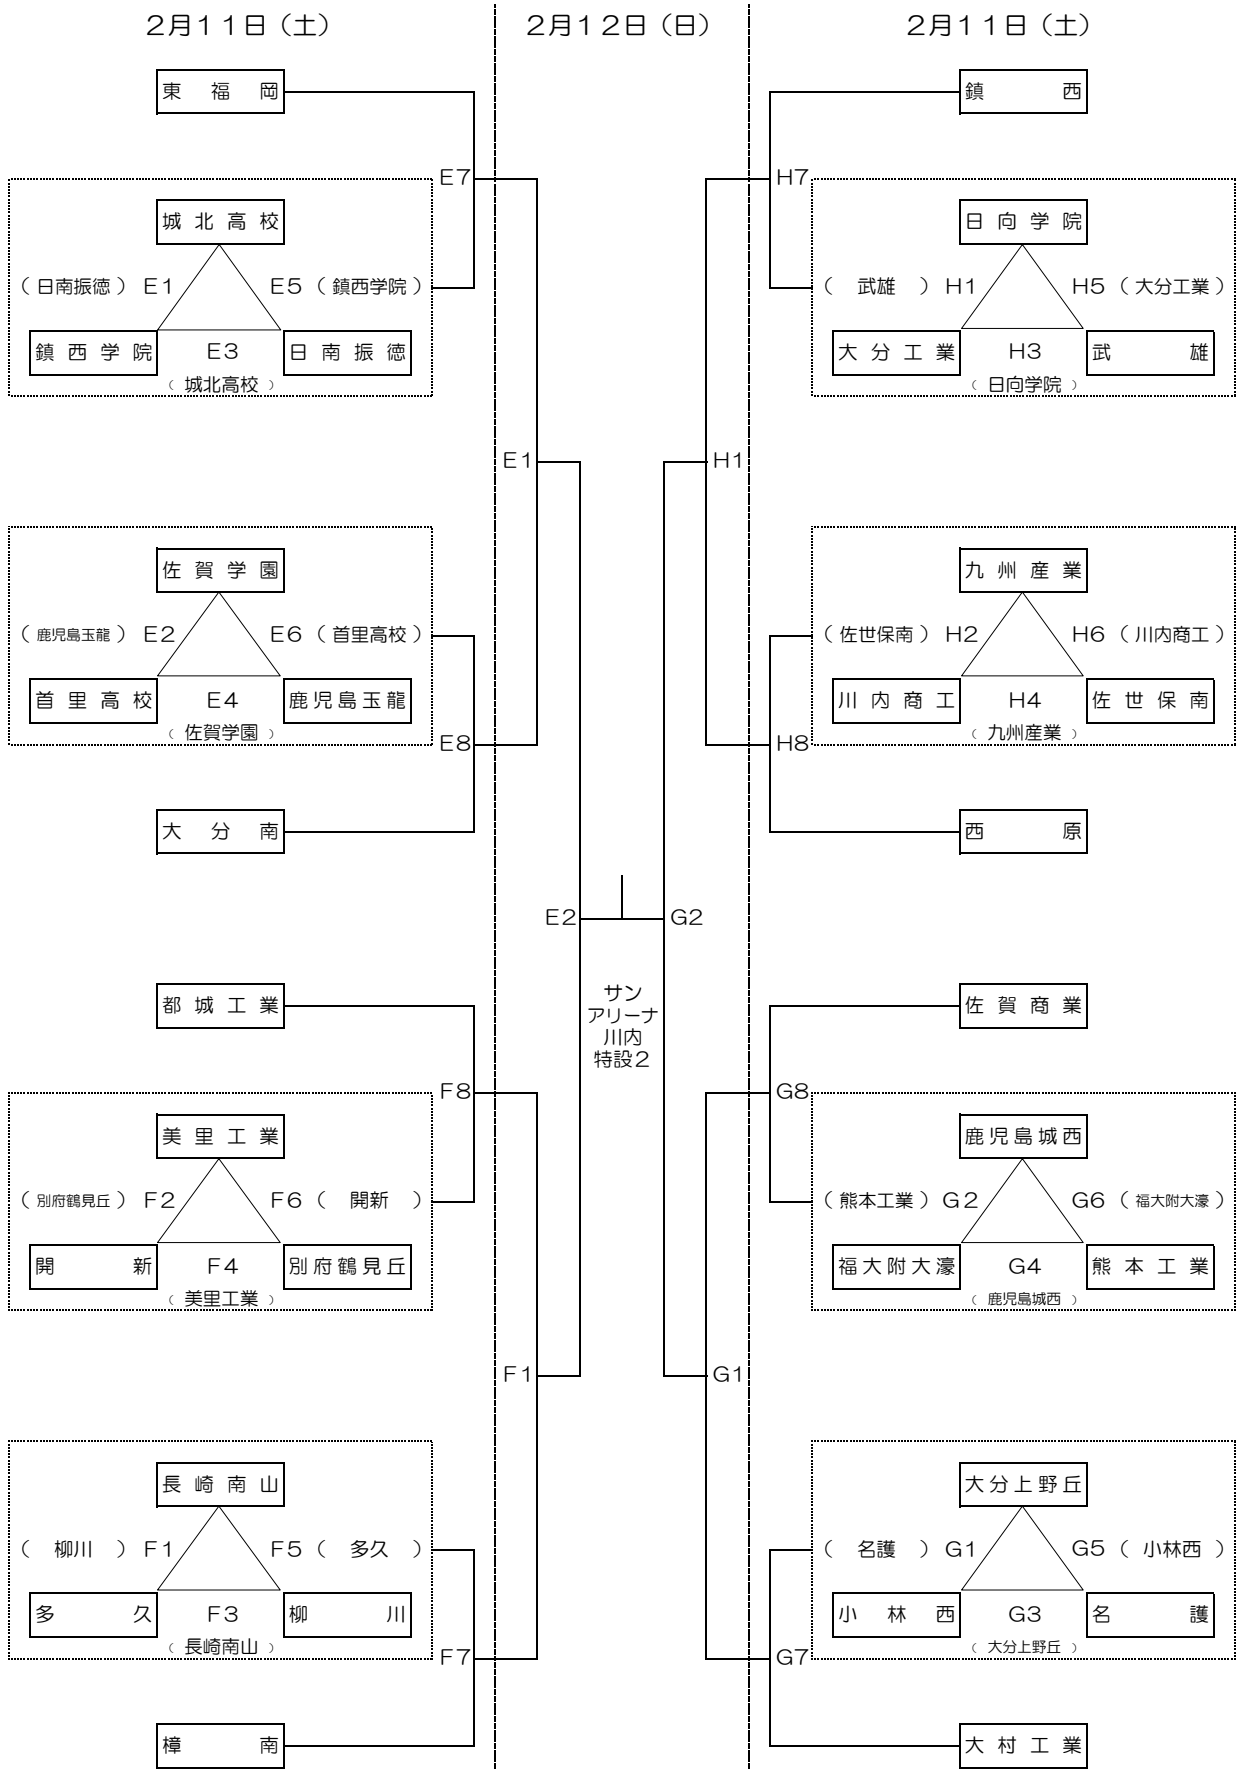 ２月１１日（土）　２月１２日（日）　２月１１日（土）
東福岡　鎮西
E7　H7
城北高校　日向学院
（日南振徳）E1　E5（鎮西学院）　（武雄）H1　H5（大分工業）
鎮西学院　E3　日南振徳　大分工業　H3　武雄
（城北高校）　（日向学院）
E1　H1
佐賀学園　九州産業
（鹿児島玉龍）E2　E6（首里高校）　（佐世保南）H2　H6（川内商工）
首里高校　E4　鹿児島玉龍　川内商工　H4　佐世保南
（佐賀学園）　（九州産業）
E8　H8
大分南　西原
E2　G2
サン
アリーナ
川内
特設２
都城工業　佐賀商業
F8　G8
美里工業　鹿児島城西
（別府鶴見丘）F2　F6（開新）　（熊本工業）G2　G6（福大附大濠）
開新　F4　別府鶴見丘　福大附大濠　G4　熊本工業
（美里工業）　（鹿児島城西）
F1　G1
長崎南山　大分上野丘
（柳川）F1　F5（多久）　（名護）G1　G5（小林西）
多久　F3　柳川　小林西　G3　名護
（長崎南山）　（大分上野丘）
F7　G7
樟南　大村工業